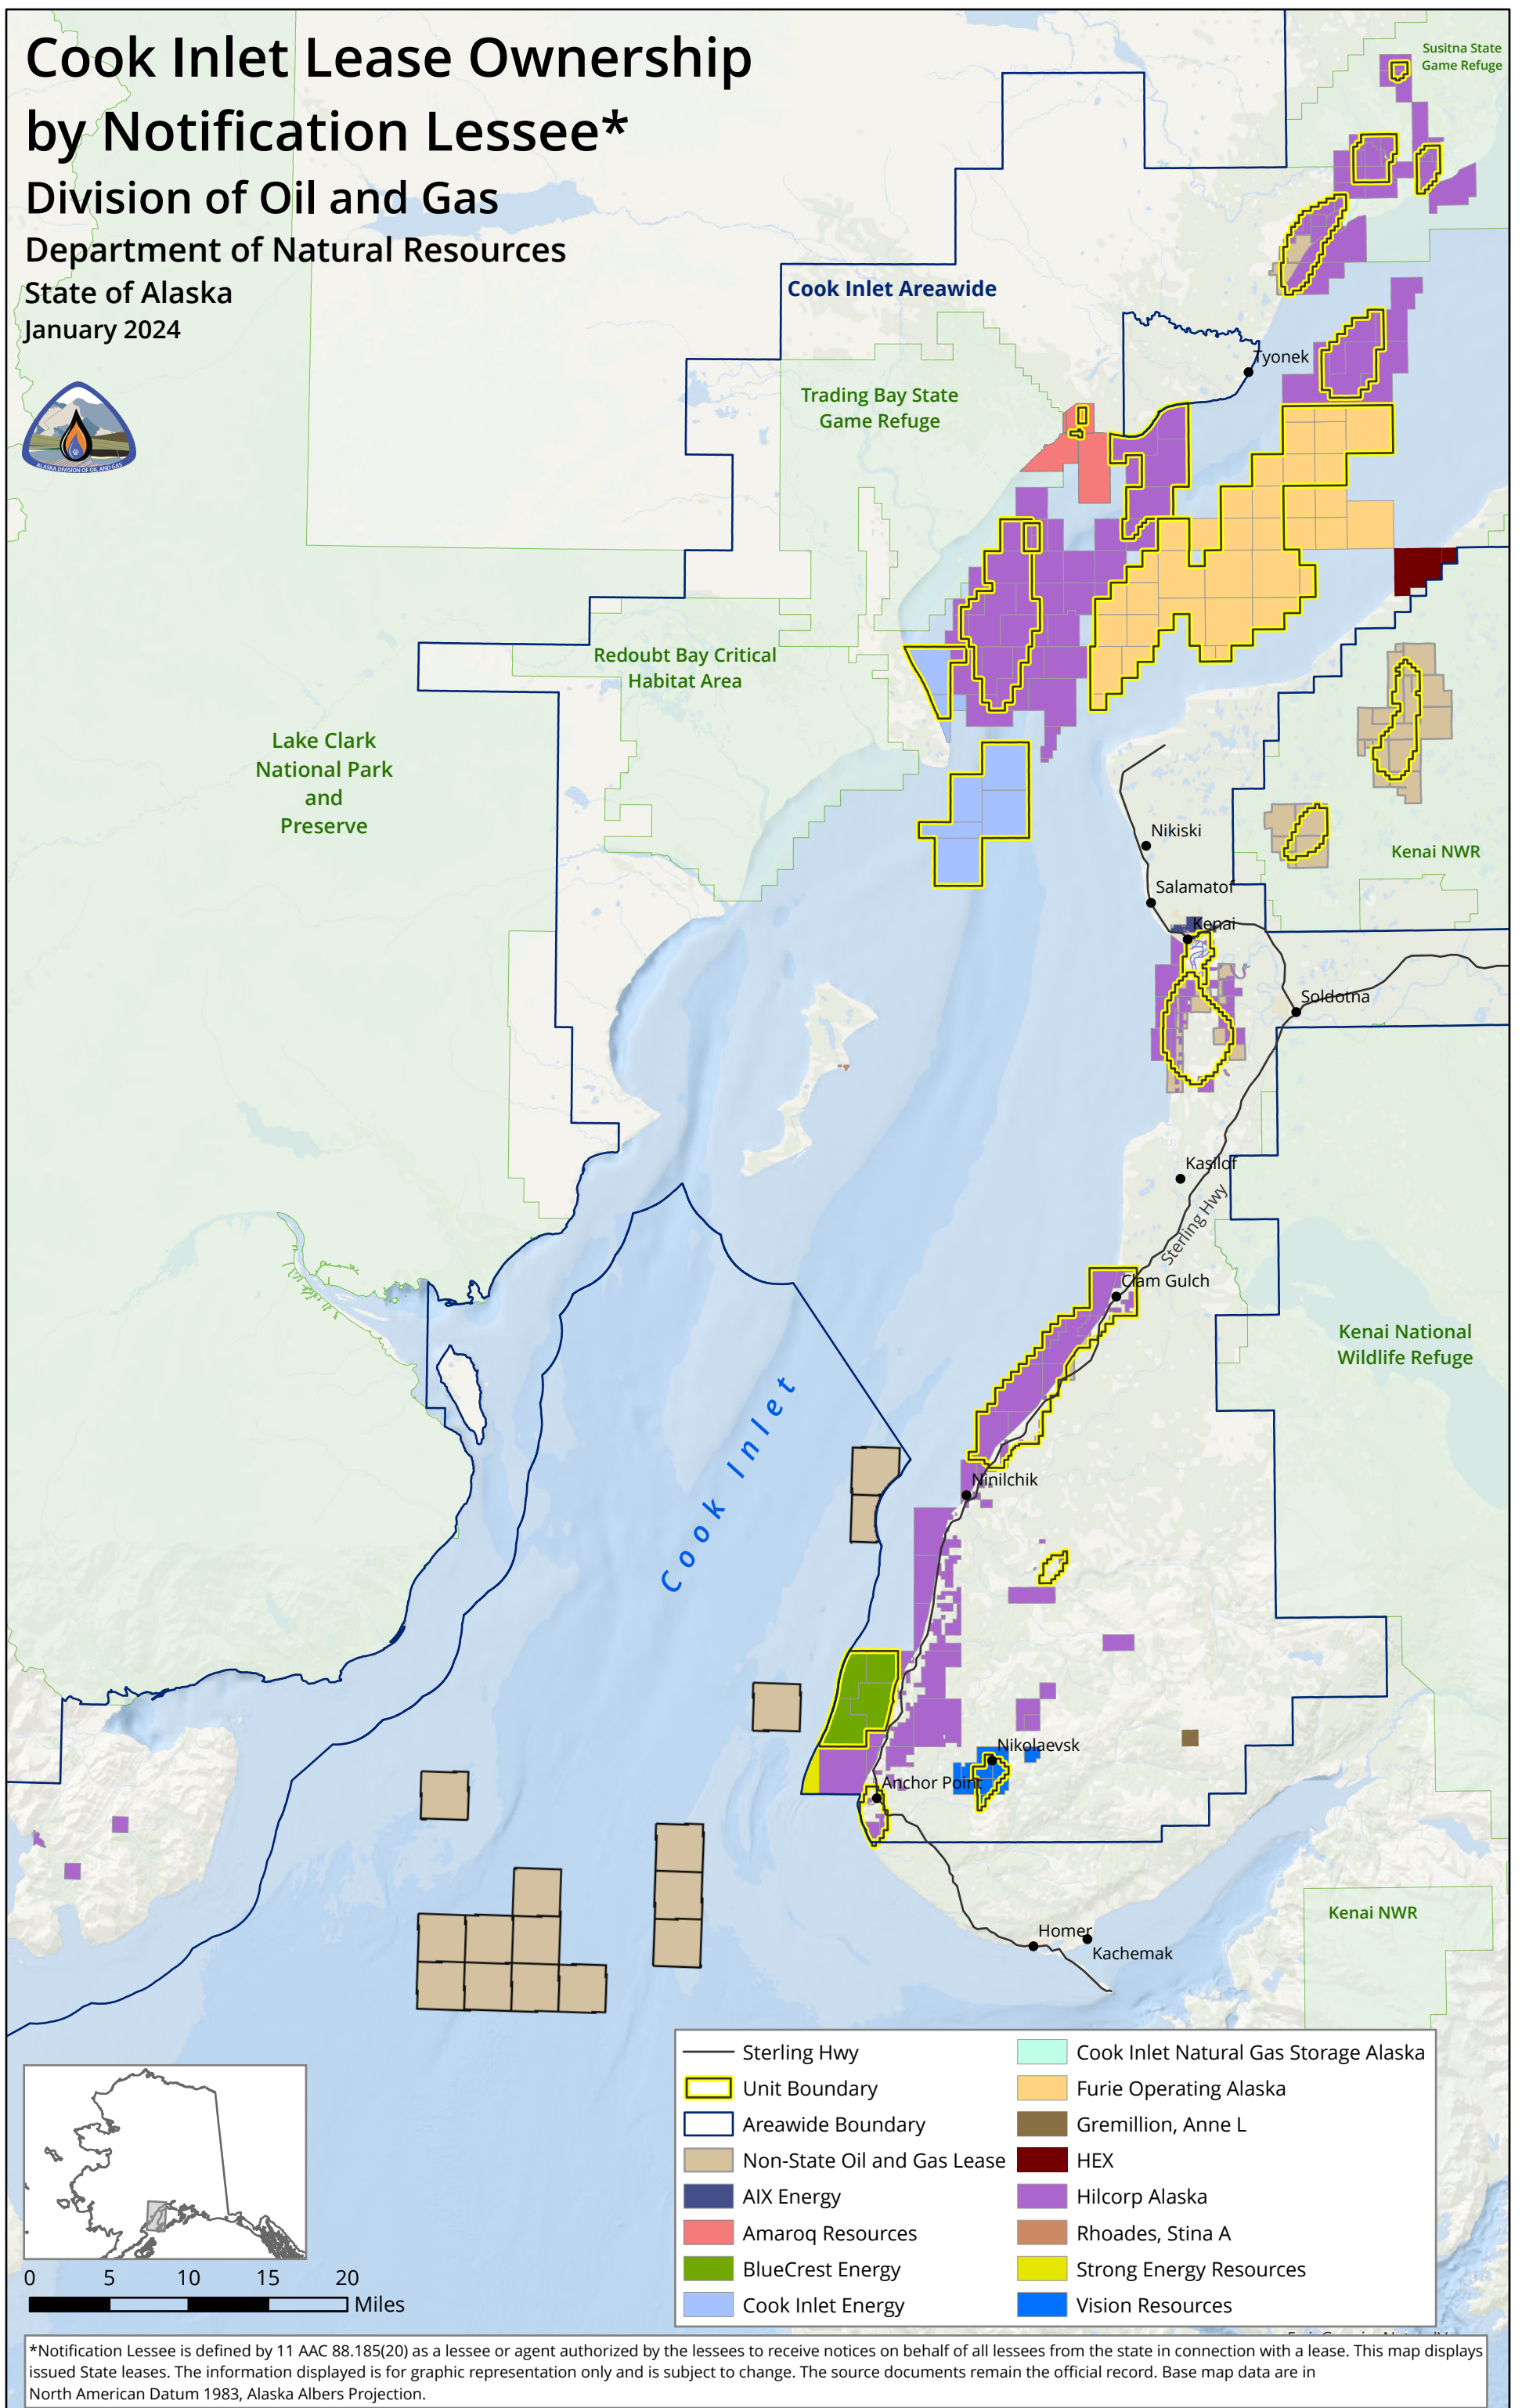 Cook Inlet Lease Ownership
by Notification Lessee*
Division of Oil and Gas
Department of Natural Resources
State of Alaska
January 2024
ALASKA DIVISION OF OIL AND GAS
Susitna State
Game Refuge
Cook Inlet Areawide
Tyonek
Trading Bay State
Game Refuge
Redoubt Bay Critical
Habitat Area
Lake Clark
National Park
and
Preserve
Nikiski
Kenai NWR
Salamatof
Kenai
Soldotna
Kasilof
Sterling Hwy
Clam Gulch
Kenai National
Wildlife Refuge
Cook Inlet
Ninilchik
Nikolaevsk
Anchor Point
Kenai NWR
Homer
Kachemak
Sterling Hwy
Unit Boundary
Areawide Boundary
Non-State Oil and Gas Lease
AIX Energy
Amaroq Resources
BlueCrest Energy
Cook Inlet Energy
Cook Inlet Natural Gas Storage Alaska
Furie Operating Alaska
Gremillion, Anne L
HEX
Hilcorp Alaska
Rhoades, Stina A
Strong Energy Resources
Vision Resources
0 5 10 15 20
Miles
*Notification Lessee is defined by 11 AAC 88.185(20) as a lessee or agent authorized by the lessees to receive notices on behalf of all lessees from the state in connection with a lease. This map displays
issued State leases. The information displayed is for graphic representation only and is subject to change. The source documents remain the official record. Base map data are in
North American Datum 1983, Alaska Albers Projection.